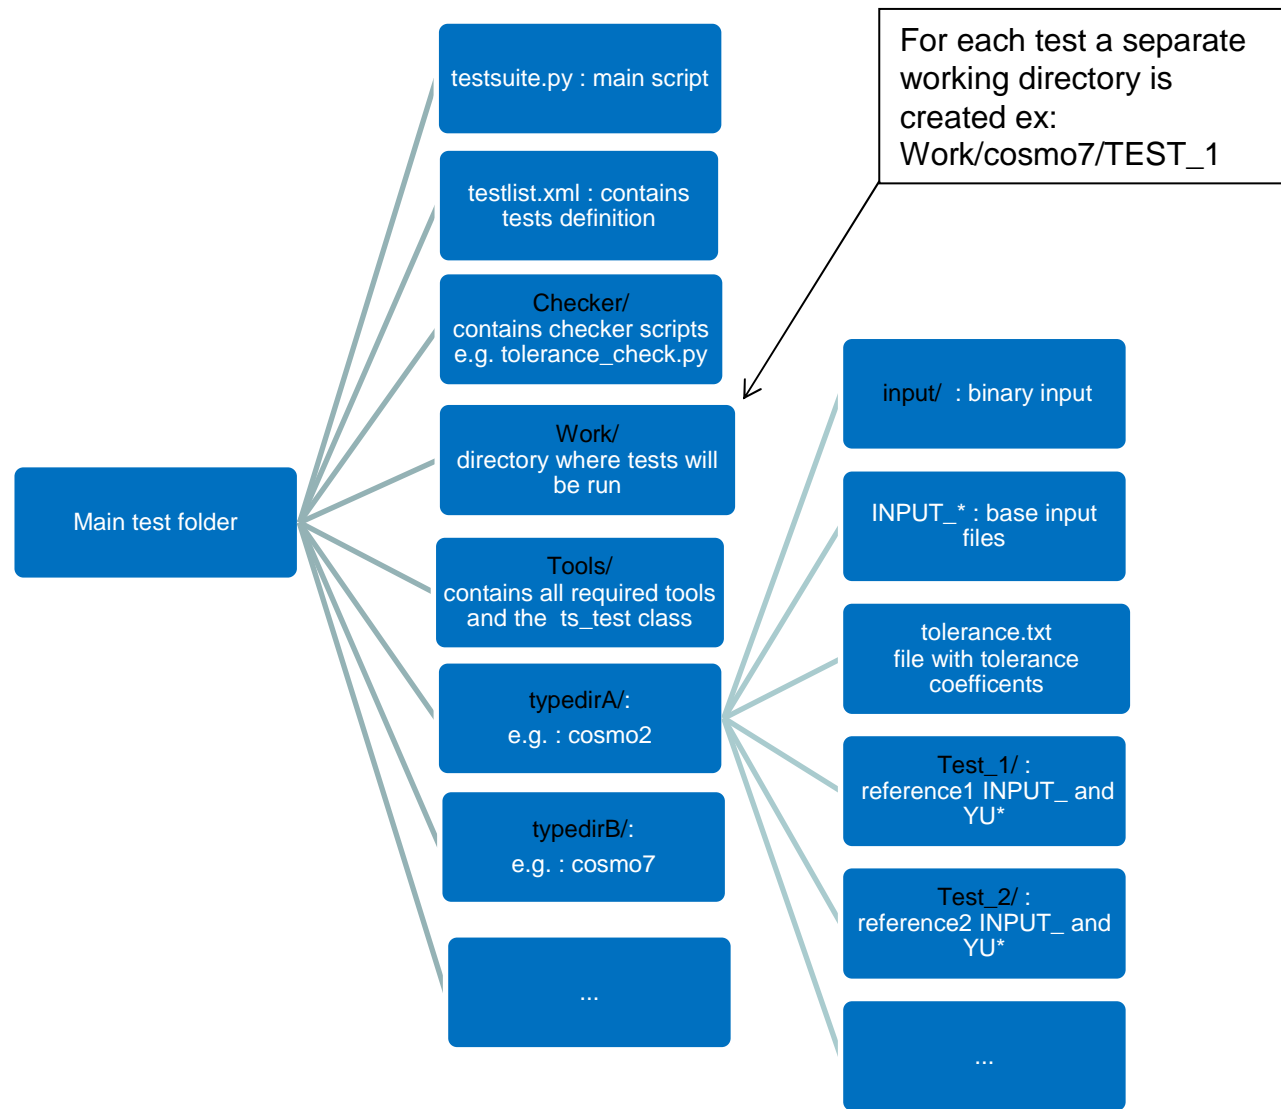 For each test a separate
working directory is
created ex:
Work/cosmo7/TEST_1
testsuite.py : main script
testlist.xml : contains
tests definition
Checker/
contains checker scripts
e.g. tolerance_check.py
Work/
directory where tests will
be run
Main test folder
Tools/
contains all required tools
and the ts_test class
typedirA/:
e.g. : cosmo2
typedirB/:
e.g. : cosmo7
...
input/ : binary input
INPUT_* : base input
files
tolerance.txt
file with tolerance
coefficents
Test_1/ :
reference1 INPUT_ and
YU*
Test_2/ :
reference2 INPUT_ and
YU*
...